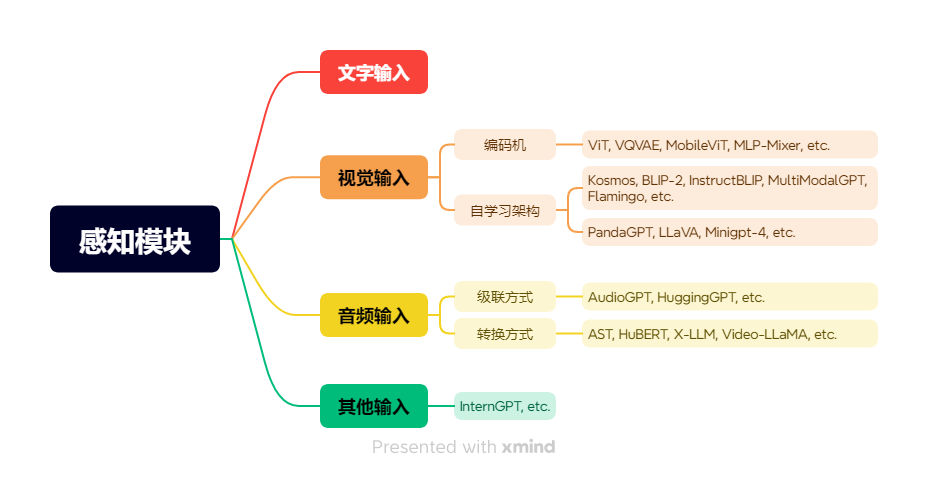 感知模块
文字输入
视觉输入
编码机
ViT, VQVAE, MobileViT, MLP-Mixer, etc.
自学习架构
Kosmos, BLIP-2, InstructBLIP, MultiModalGPT,
Flamingo, etc.
PandaGPT, LLaVA, Minigpt-4, etc.
音频输入
级联方式
AudioGPT, HuggingGPT, etc.
转换方式
AST, HuBERT, X-LLM, Video-LLaMA, etc.
其他输入
InternGPT, etc.
Presented with xmind